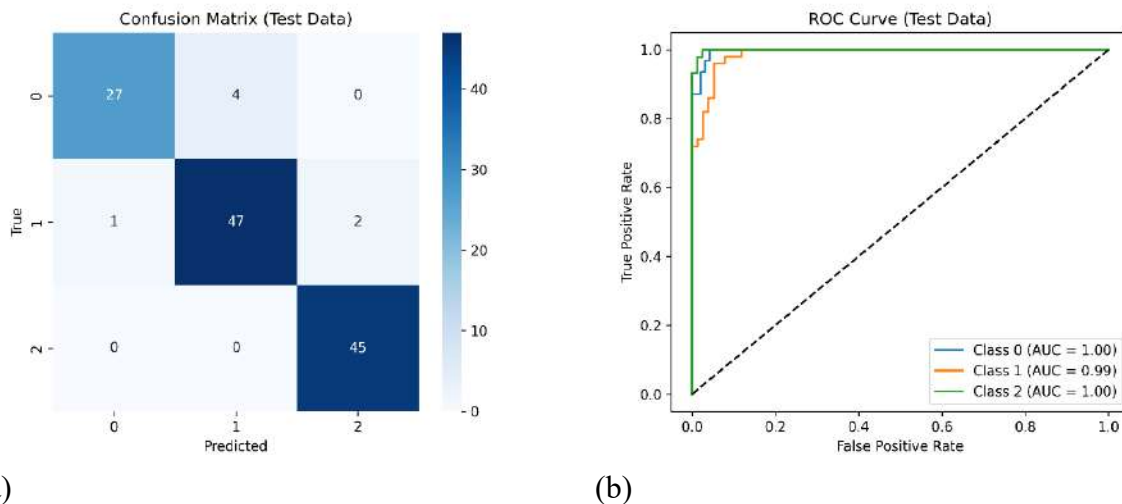 Confusion Matrix (Test Data)
0
1
2
True
27 4 0
1 47 2
0 0 45
0 1 2
Predicted
40
30
20
10
0
ROC Curve (Test Data)
1.0
0.8
0.6
0.4
0.2
0.0
True Positive Rate
Class 0 (AUC = 1.00)
Class 1 (AUC = 0.99)
Class 2 (AUC = 1.00)
0.0 0.2 0.4 0.6 0.8 1.0
False Positive Rate
)
(b)